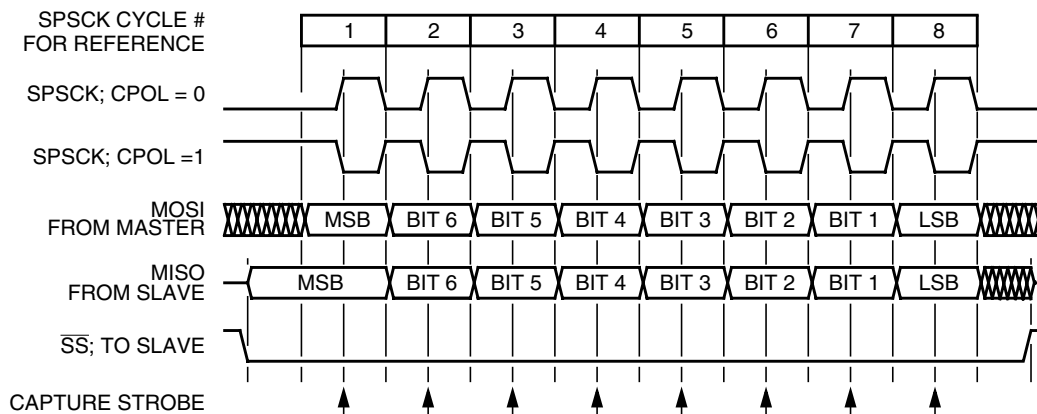 SPSCK CYCLE #
FOR REFERENCE
1 2 3 4 5 6 7 8
SPSCK; CPOL = 0
SPSCK; CPOL =1
MOSI
FROM MASTER
MSB BIT 6 BIT 5 BIT 4 BIT 3 BIT 2 BIT 1 LSB
MISO
FROM SLAVE
MSB BIT 6 BIT 5 BIT 4 BIT 3 BIT 2 BIT 1 LSB
SS; TO SLAVE
CAPTURE STROBE